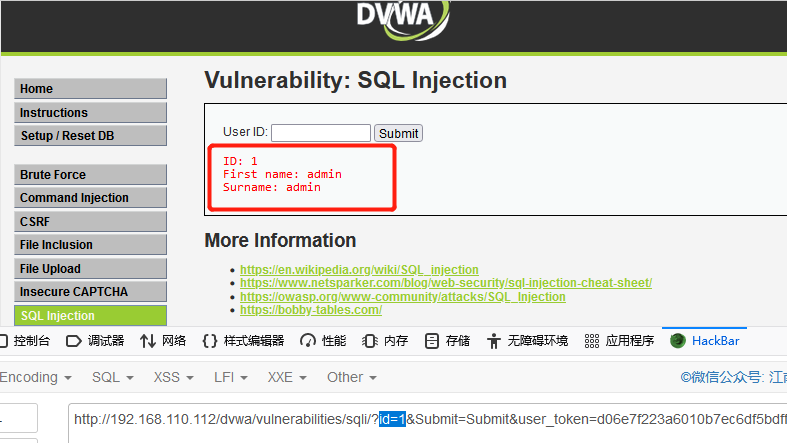 DVWA
Vulnerability: SQL Injection
Home
Instructions
Setup / Reset DB
Brute Force
Command Injection
CSRF
File Inclusion
File Upload
Insecure CAPTCHA
SQL Injection
User ID:
Submit
ID: 1
First name: admin
Surname: admin
More Information
https://en.wikipedia.org/wiki/SQL_injection
https://www.netsparker.com/blog/web-security/sql-injection-cheat-sheet/
https://owasp.org/www-community/attacks/SQL_Injection
https://bobby-tables.com/
控制台 调试器 网络 样式编辑器 性能 内存 存储 无障碍环境 应用程序 HackBar
Encoding SQL XSS LFI XXE Other ©微信公众号: 江南
http://192.168.110.112/dvwa/vulnerabilities/sqli/?id=1&Submit=Submit&user_token=d06e7f223a6010b7ec6df5bdff